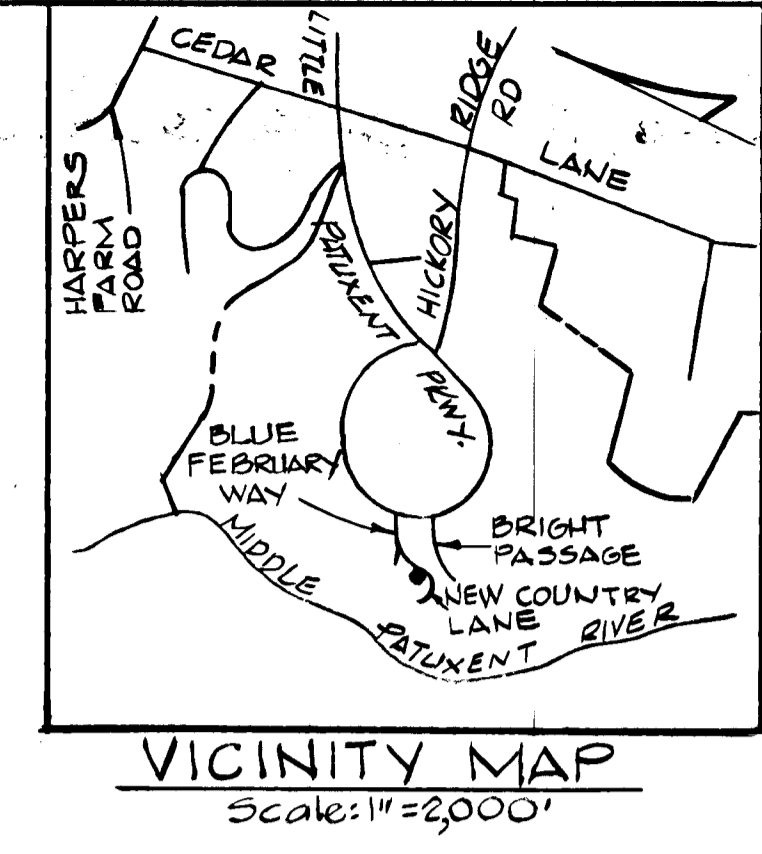 CEDAR
LITTLE
RIDGE
RD
LANE
HARPERS
FARM
ROAD
PATUXENT
HICKORY
PKWY.
BLUE
FEBRUARY
WAY
BRIGHT
PASSAGE
NEW COUNTRY
LANE
MIDDLE
PATUXENT
RIVER
VICINITY MAP
Scale: 1" = 2,000'